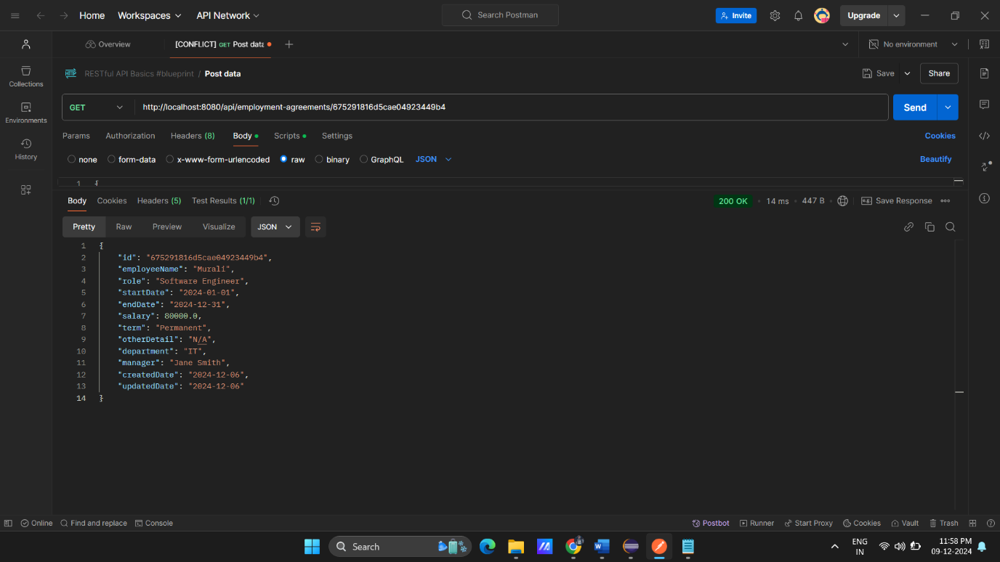 Home Workspaces API Network Search Postman Invite Upgrade
Overview [CONFLICT] GET Post data No environment
HTTP RESTful API Basics #blueprint / Post data Save Share
Collections
Environments
History
GET http://localhost:8080/api/employment-agreements/675291816d5cae04923449b4 Send
Params Authorization Headers (8) Body Scripts Settings Cookies
none form-data x-www-form-urlencoded raw binary GraphQL JSON Beautify
1 {
Body Cookies Headers (5) Test Results (1/1) 200 OK 14 ms 447 B e.g. Save Response
Pretty Raw Preview Visualize JSON
1 {
2 "id": "675291816d5cae04923449b4",
3 "employeeName": "Murali",
4 "role": "Software Engineer",
5 "startDate": "2024-01-01",
6 "endDate": "2024-12-31",
7 "salary": 80000.0,
8 "term": "Permanent",
9 "otherDetail": "N/A",
10 "department": "IT",
11 "manager": "Jane Smith",
12 "createdDate": "2024-12-06",
13 "updatedDate": "2024-12-06"
14 }
Online Find and replace Console Postbot Runner Start Proxy Cookies Vault Trash
Search ENG 11:58 PM
IN 09-12-2024